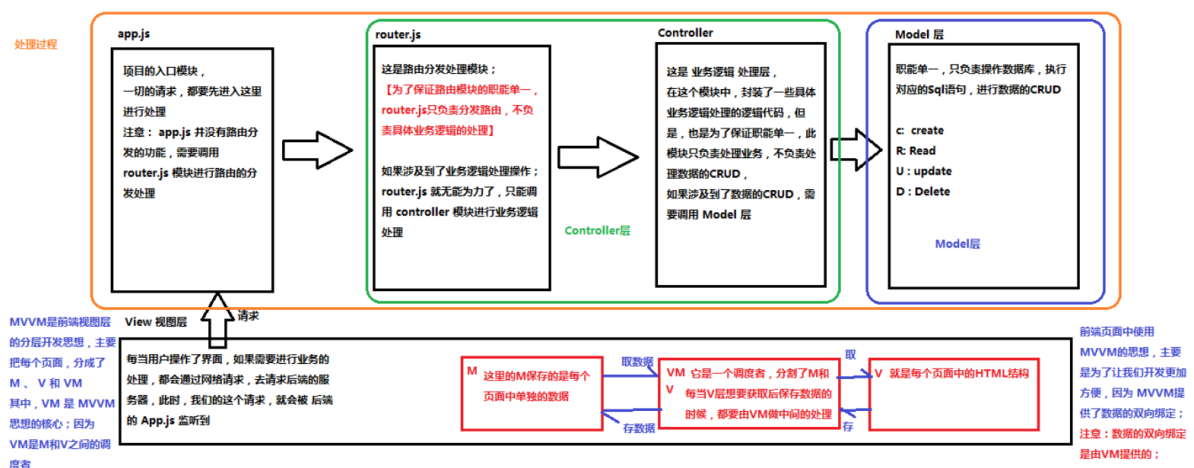 处理过程
app.js
项目的入口模块，
一切的请求，都要先进入这里
进行处理
注意： app.js 并没有路由分
发的功能，需要调用
router.js 模块进行路由的分
发处理
router.js
这是路由分发处理模块；
【为了保证路由模块的职能单一，
router.js只负责分发路由，不负
责具体业务逻辑的处理】
如果涉及到了业务逻辑处理操作；
router.js 就无能为力了，只能调
用 controller 模块进行业务逻辑
处理
Controller层
Controller
这是 业务逻辑 处理层，
在这个模块中，封装了一些具体
业务逻辑处理的逻辑代码，但
是，也是为了保证职能单一，此
模块只负责处理业务，不负责处
理数据的CRUD，
如果涉及到了数据的CRUD，需
要调用 Model 层
Model 层
职能单一，只负责操作数据库，执行
对应的Sql语句，进行数据的CRUD
c: create
R: Read
U : update
D : Delete
Model层
请求
MVVM是前端视图层
的分层开发思想，主要
把每个页面，分成了
M 、 V 和 VM
其中，VM 是 MVVM
思想的核心；因为
VM是M和V之间的调
度者
View 视图层
每当用户操作了界面，如果需要进行业务的
处理，都会通过网络请求，去请求后端的服
务器，此时，我们的这个请求，就会被 后端
的 App.js 监听到
M 这里的M保存的是每个
页面中单独的数据
取数据
存数据
VM 它是一个调度者，分割了M和
V 每当V层想要获取后保存数据的
时候，都要由VM做中间的处理
取
存
V 就是每个页面中的HTML结构
前端页面中使用
MVVM的思想，主要
是为了让我们开发更加
方便，因为 MVVM提
供了数据的双向绑定；
注意：数据的双向绑定
是由VM提供的；